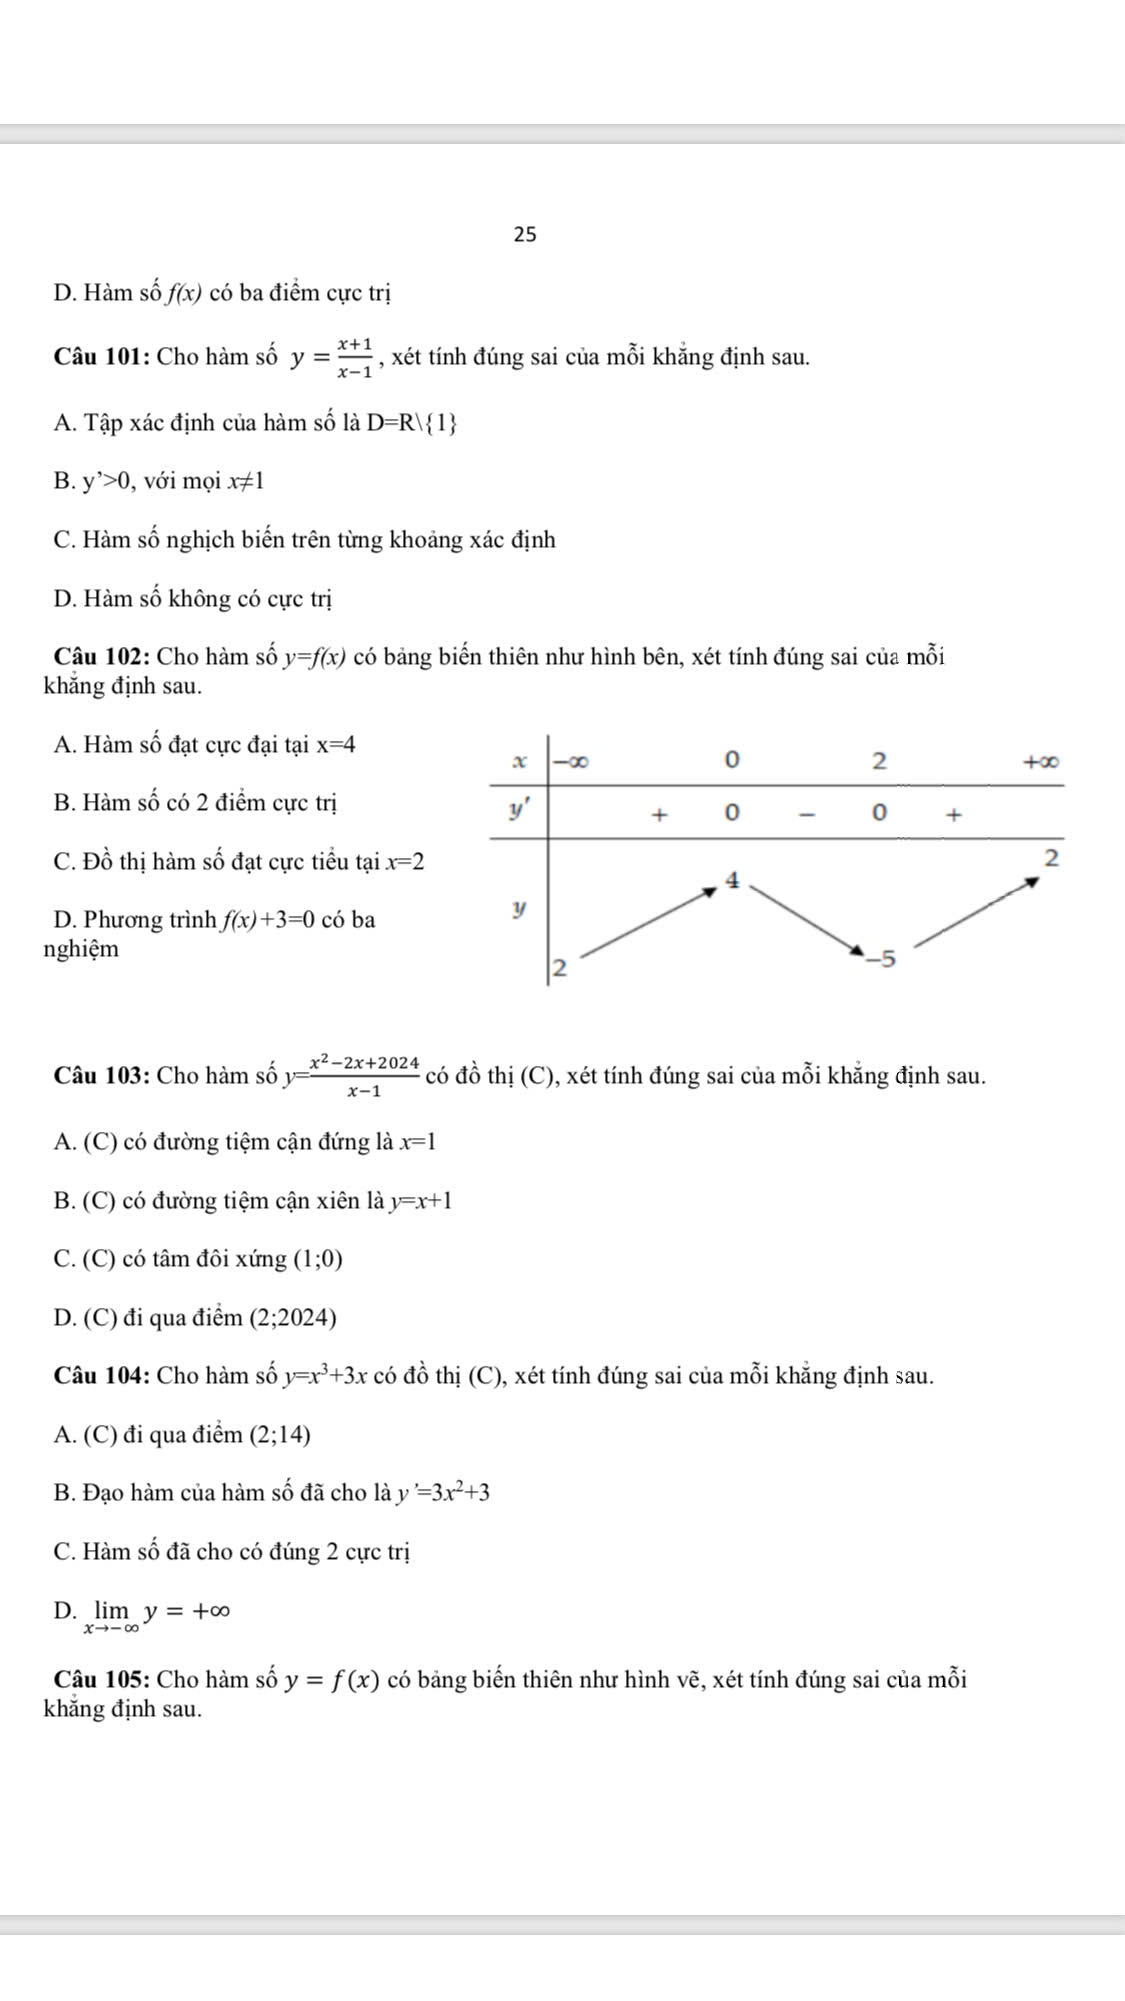 25
D. Hàm số f(x) có ba điểm cực trị
Câu 101: Cho hàm số y = \frac{x+1}{x-1}, xét tính đúng sai của mỗi khẳng định sau.
A. Tập xác định của hàm số là D=R\{1}
B. y’>0, với mọi x≠1
C. Hàm số nghịch biến trên từng khoảng xác định
D. Hàm số không có cực trị
Câu 102: Cho hàm số y=f(x) có bảng biến thiên như hình bên, xét tính đúng sai của mỗi
khẳng định sau.
A. Hàm số đạt cực đại tại x=4
B. Hàm số có 2 điểm cực trị
C. Đồ thị hàm số đạt cực tiểu tại x=2
D. Phương trình f(x)+3=0 có ba
nghiệm
x −∞ 0 2 +∞
y′ + 0 − 0 +
2
4
y
−5
2
Câu 103: Cho hàm số y=\frac{x²−2x+2024}{x−1} có đồ thị (C), xét tính đúng sai của mỗi khẳng định sau.
A. (C) có đường tiệm cận đứng là x=1
B. (C) có đường tiệm cận xiên là y=x+1
C. (C) có tâm đôi xứng (1;0)
D. (C) đi qua điểm (2;2024)
Câu 104: Cho hàm số y=x³+3x có đồ thị (C), xét tính đúng sai của mỗi khẳng định sau.
A. (C) đi qua điểm (2;14)
B. Đạo hàm của hàm số đã cho là y’=3x²+3
C. Hàm số đã cho có đúng 2 cực trị
D. lim y = +∞
x→−∞
Câu 105: Cho hàm số y = f(x) có bảng biến thiên như hình vẽ, xét tính đúng sai của mỗi
khẳng định sau.